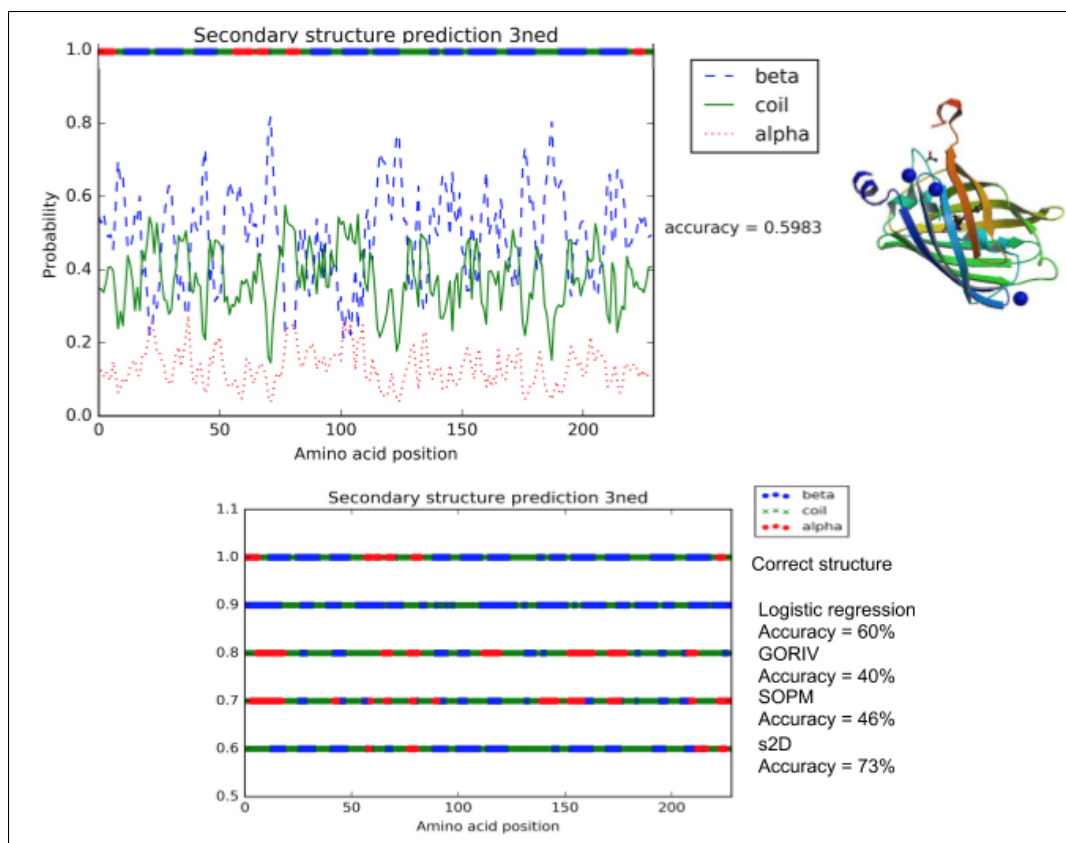 Secondary structure prediction 3ned
1.0
0.8
0.6
0.4
0.2
0.0
Probability
0
50
100
150
200
Amino acid position
beta
coil
alpha
accuracy = 0.5983
Secondary structure prediction 3ned
1.1
1.0
0.9
0.8
0.7
0.6
0.5
0
50
100
150
200
Amino acid position
beta
coil
alpha
Correct structure
Logistic regression
Accuracy = 60%
GORIV
Accuracy = 40%
SOPM
Accuracy = 46%
s2D
Accuracy = 73%